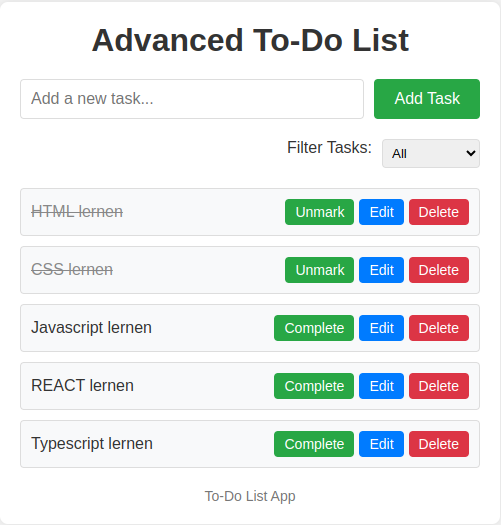 Advanced To-Do List
Add a new task... Add Task
Filter Tasks: All
HTML lernen Unmark Edit Delete
CSS lernen Unmark Edit Delete
Javascript lernen Complete Edit Delete
REACT lernen Complete Edit Delete
Typescript lernen Complete Edit Delete
To-Do List App